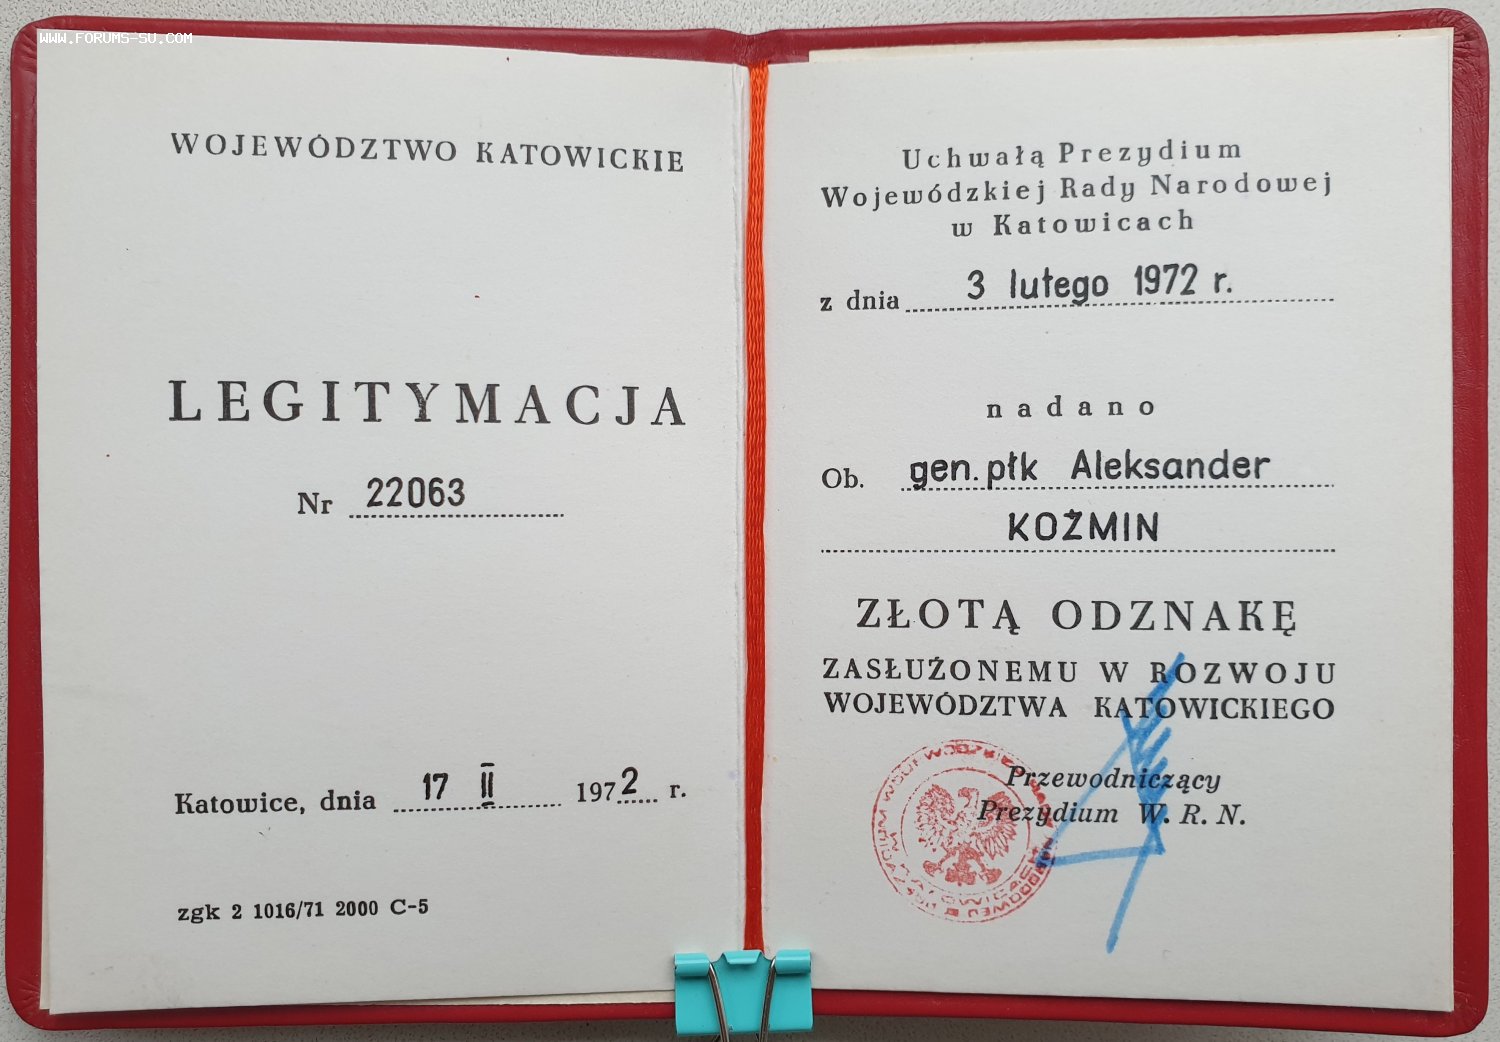 www.FORUMS-SU.COM
WOJEWÓDZTWO KATOWICKIE
LEGITYMACJA
Nr 22063
Katowice, dnia 17 II 1972 r.
zgk 2 1016/71 2000 C-5
Uchwałą Prezydium
Wojewódzkiej Rady Narodowej
w Katowicach
z dnia 3 lutego 1972 r.
nadano
Ob. gen. płk Aleksander
KOŹMIN
ZŁOTĄ ODZNAKĘ
ZASŁUŻONEMU W ROZWOJU
WOJEWÓDZTWA KATOWICKIEGO
Przewodniczący
Prezydium W. R. N.